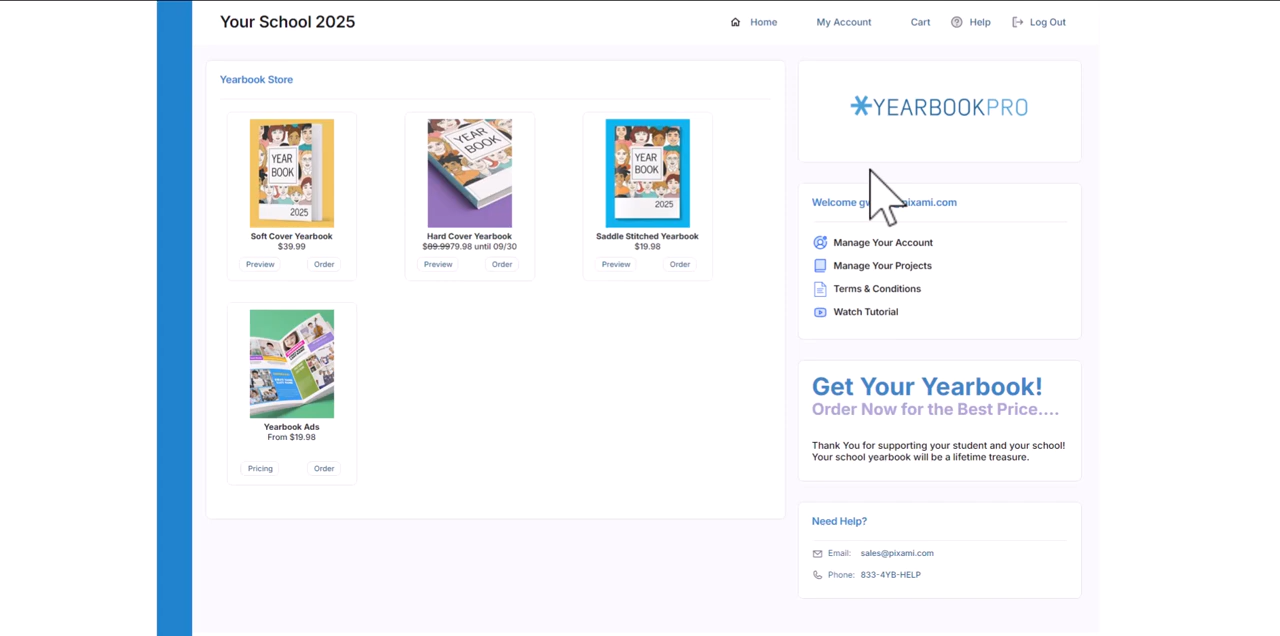 Your School 2025
Home
My Account
Cart
Help
Log Out
Yearbook Store
YEAR
BOOK
2025
Soft Cover Yearbook
$39.99
Preview
Order
YEAR
BOOK
Hard Cover Yearbook
$89.9979.98 until 09/30
Preview
Order
YEAR
BOOK
2025
Saddle Stitched Yearbook
$19.98
Preview
Order
Yearbook Ads
From $19.98
Pricing
Order
YEARBOOKPRO
Welcome pixami.com
Manage Your Account
Manage Your Projects
Terms & Conditions
Watch Tutorial
Get Your Yearbook!
Order Now for the Best Price....
Thank You for supporting your student and your school!
Your school yearbook will be a lifetime treasure.
Need Help?
Email: sales@pixami.com
Phone: 833-4YB-HELP